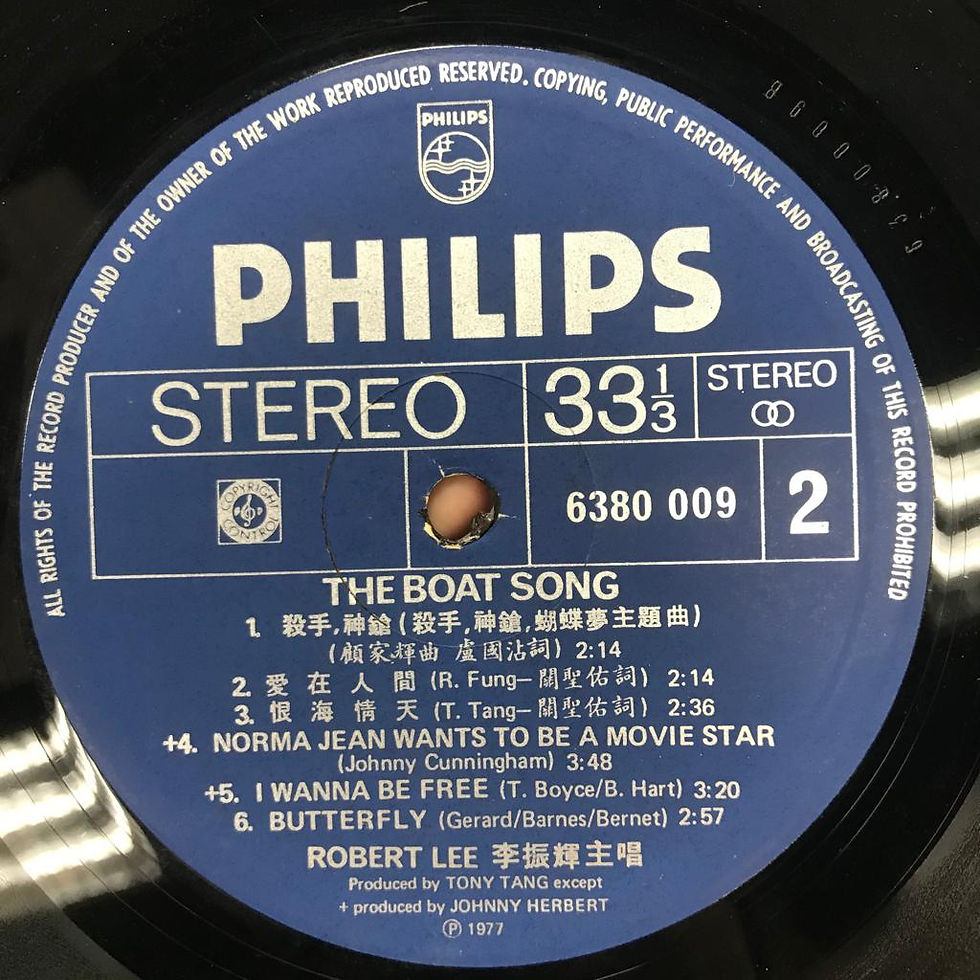 ALL RIGHTS OF THE RECORD PRODUCER AND OF THE OWNER OF THE WORK REPRODUCED RESERVED. COPYING, PUBLIC PERFORMANCE AND BROADCASTING OF THIS RECORD PROHIBITED
PHILIPS
PHILIPS
STEREO 33 1/3 STEREO
COPYRIGHT CONTROL 6380 009 2
THE BOAT SONG
1. 殺手,神鎗(殺手,神鎗,蝴蝶夢主題曲)
(顧家輝曲 盧國沾詞) 2:14
2. 愛在人間 (R. Fung—關聖佑詞) 2:14
3. 恨海情天 (T. Tang—關聖佑詞) 2:36
+4. NORMA JEAN WANTS TO BE A MOVIE STAR
(Johnny Cunningham) 3:48
+5. I WANNA BE FREE (T. Boyce/B. Hart) 3:20
6. BUTTERFLY (Gerard/Barnes/Bernet) 2:57
ROBERT LEE 李振輝主唱
Produced by TONY TANG except
+ produced by JOHNNY HERBERT
Ⓟ 1977